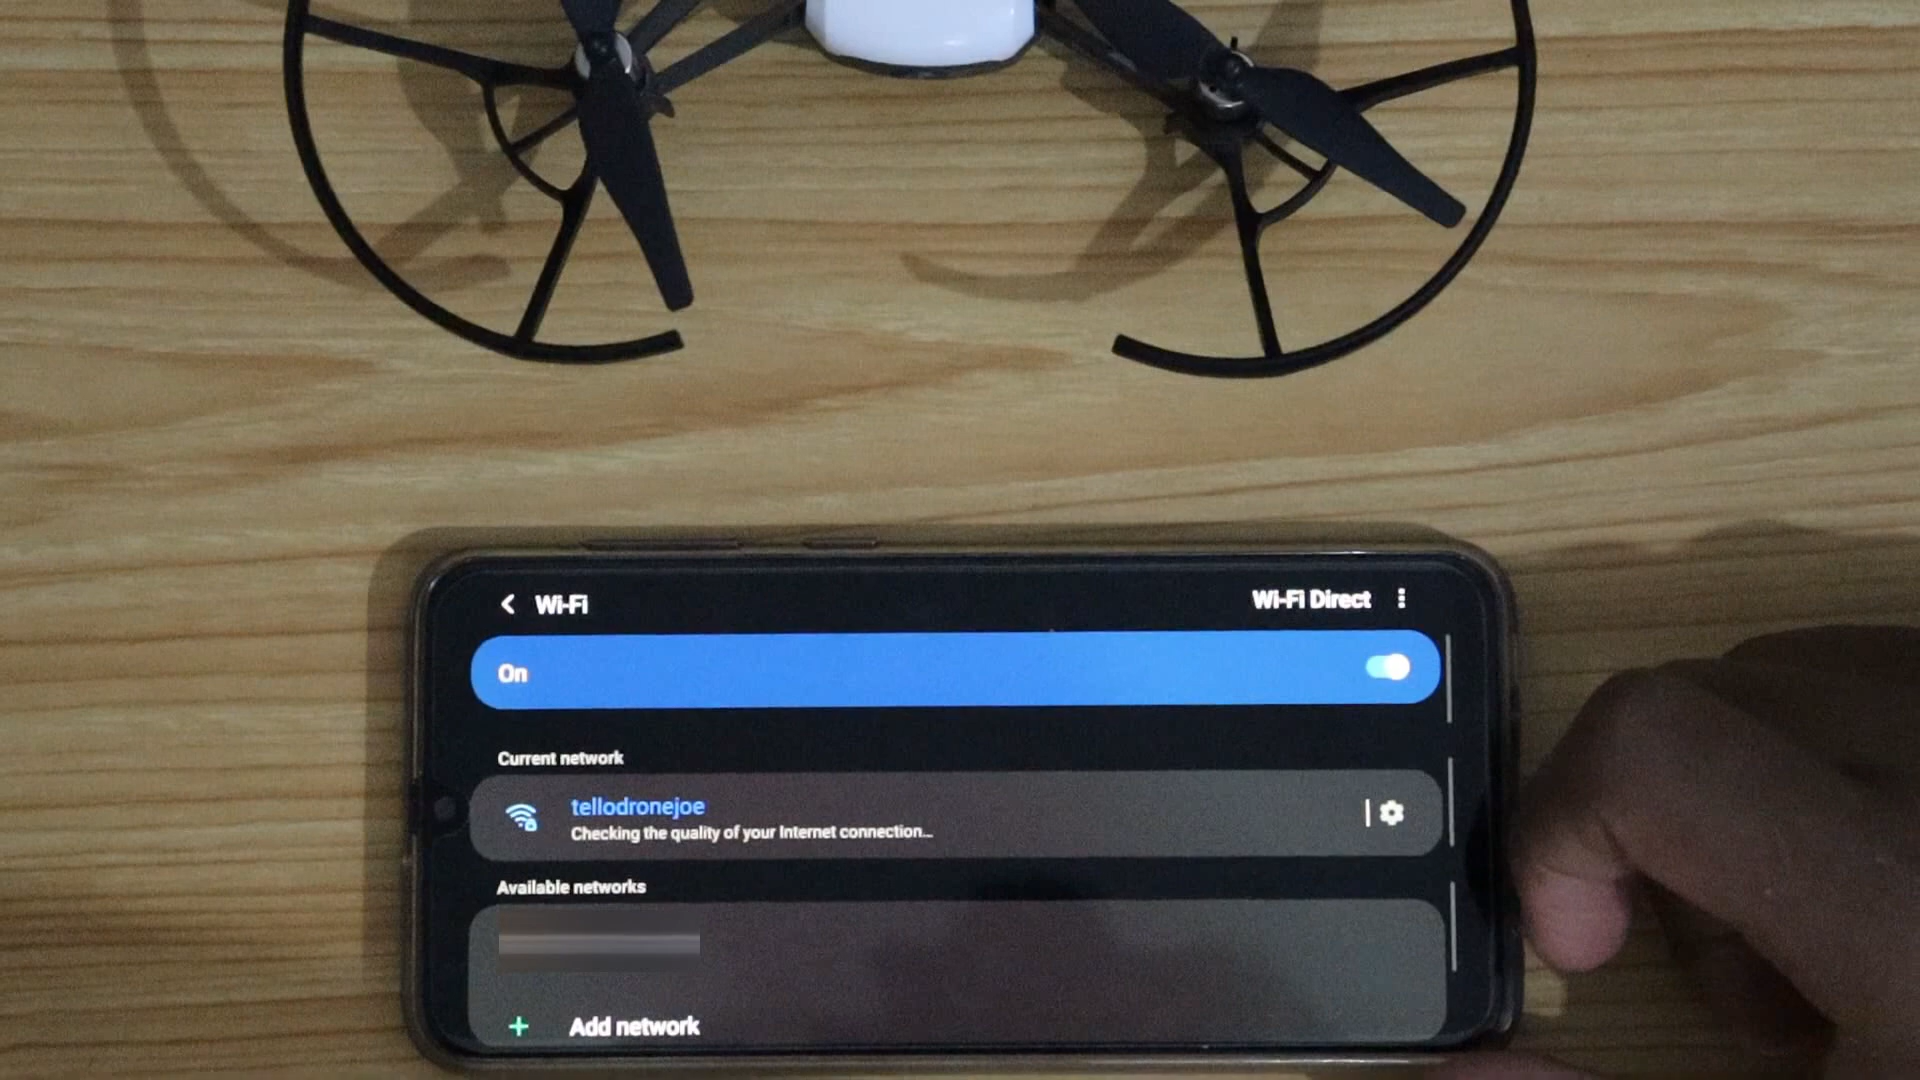 Wi-Fi
Wi-Fi Direct
On
Current network
tellodronejoe
Checking the quality of your Internet connection...
Available networks
Add network